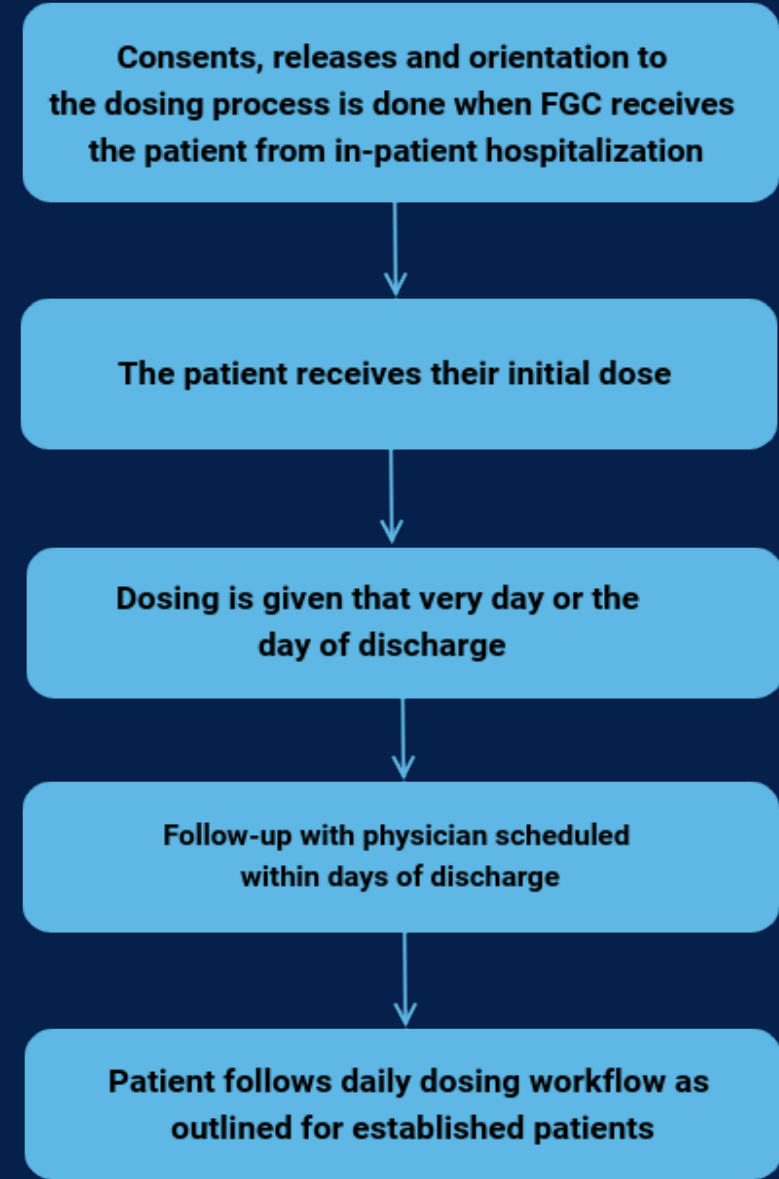 Consents, releases and orientation to
the dosing process is done when FGC receives
the patient from in-patient hospitalization
The patient receives their initial dose
Dosing is given that very day or the
day of discharge
Follow-up with physician scheduled
within days of discharge
Patient follows daily dosing workflow as
outlined for established patients